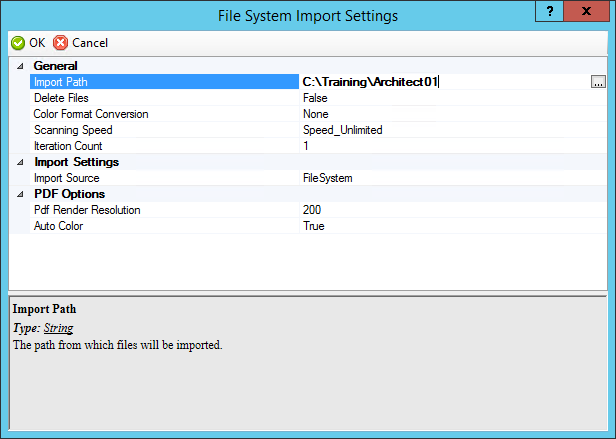 File System Import Settings
? X
OK Cancel
General
Import Path C:\Training\Architect01 ...
Delete Files False
Color Format Conversion None
Scanning Speed Speed_Unlimited
Iteration Count 1
Import Settings
Import Source FileSystem
PDF Options
Pdf Render Resolution 200
Auto Color True
Import Path
Type: String
The path from which files will be imported.